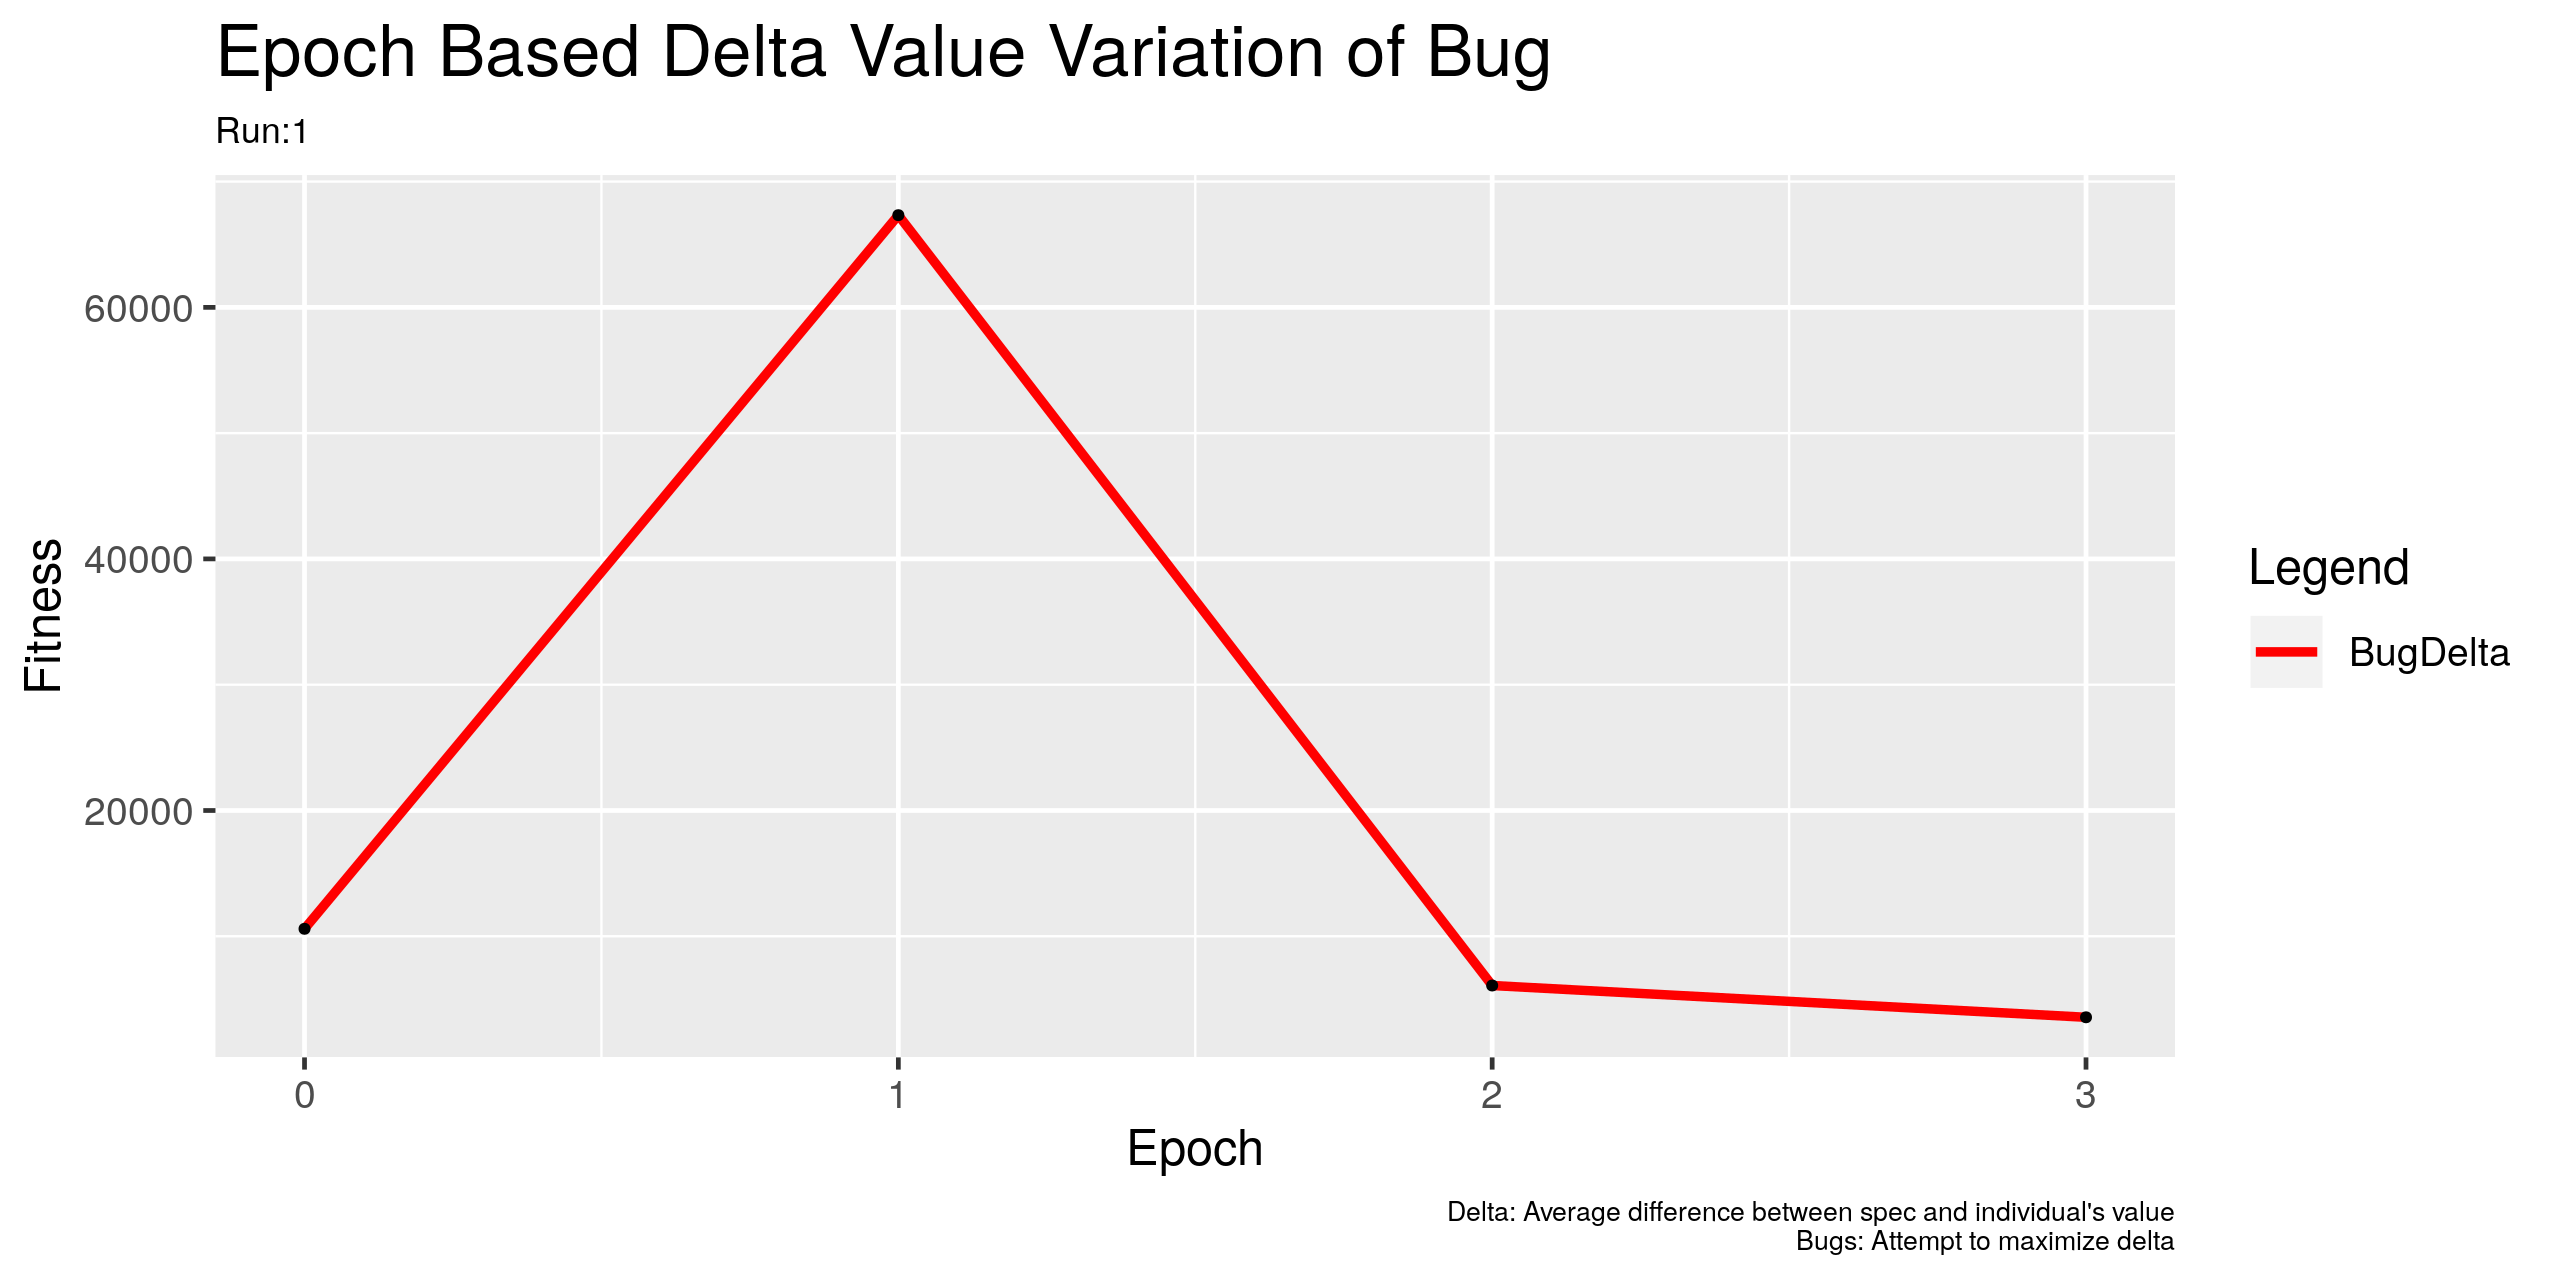 Epoch Based Delta Value Variation of Bug
Run:1
Fitness
60000
40000
20000
0
1
2
3
Epoch
Legend
BugDelta
Delta: Average difference between spec and individual's value
Bugs: Attempt to maximize delta